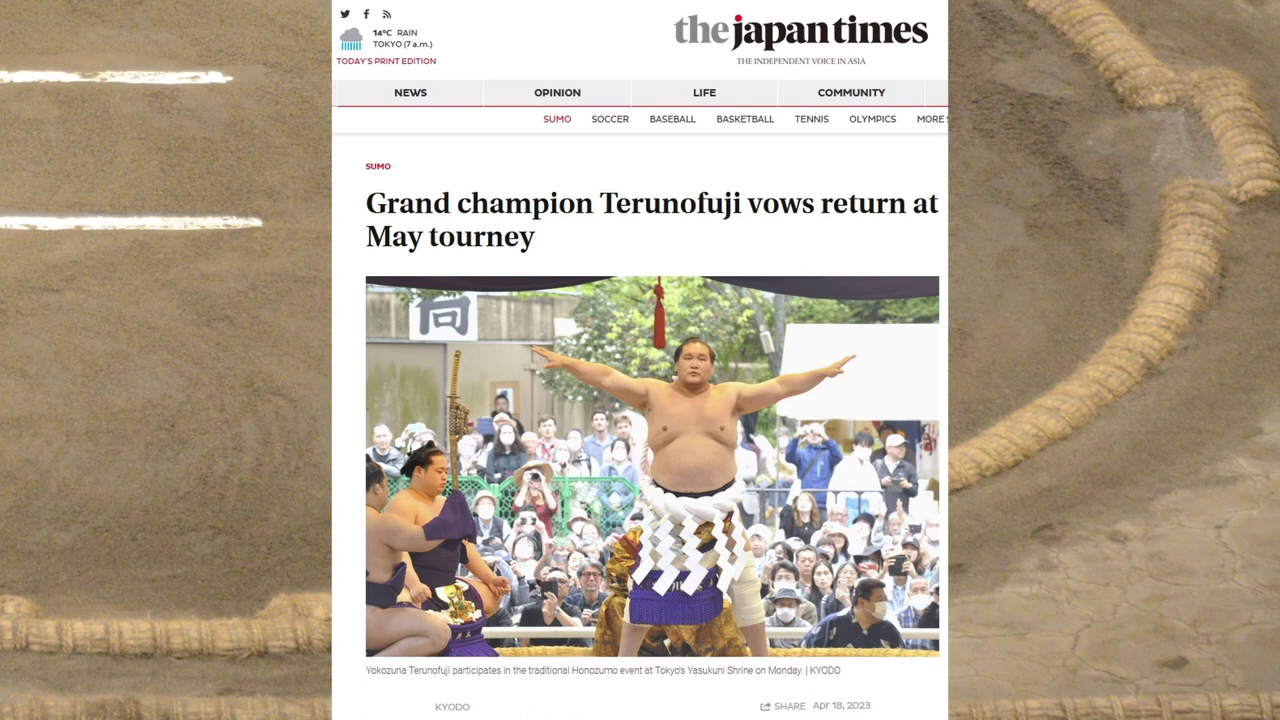 14°C RAIN
TOKYO (7 a.m.)
TODAY'S PRINT EDITION
the japan times
THE INDEPENDENT VOICE IN ASIA
NEWS OPINION LIFE COMMUNITY
SUMO SOCCER BASEBALL BASKETBALL TENNIS OLYMPICS MORE
SUMO
Grand champion Terunofuji vows return at
May tourney
向
Yokozuna Terunofuji participates in the traditional Honozumo event at Tokyo's Yasukuni Shrine on Monday. | KYODO
KYODO SHARE Apr 18, 2023